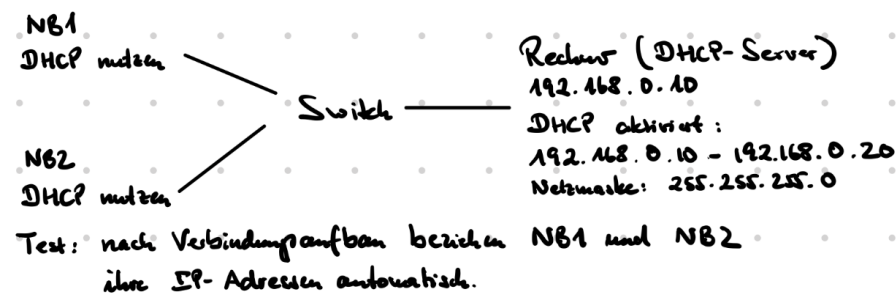 NB1
DHCP nutzen
Switch
Rechner (DHCP-Server)
192.168.0.10
DHCP aktiviert:
192.168.0.10 - 192.168.0.20
Netzmaske: 255.255.255.0
NB2
DHCP nutzen
Test: nach Verbindungsaufbau beziehen NB1 und NB2
ihre IP-Adressen automatisch.